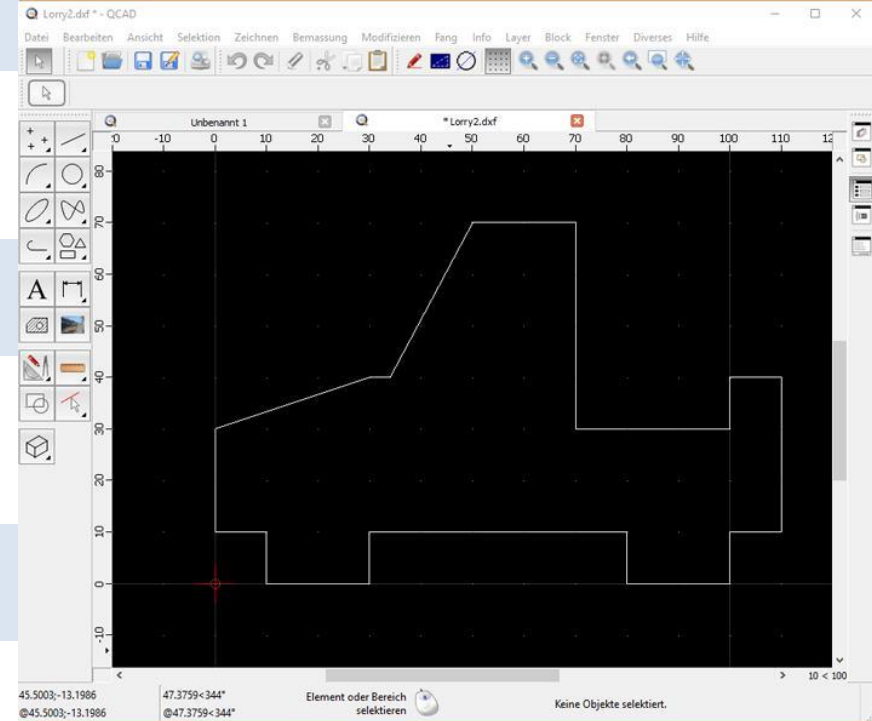 Lorry2.dxf * - QCAD
Datei Bearbeiten Ansicht Selektion Zeichnen Bemassung Modifizieren Fang Info Layer Block Fenster Diverses Hilfe
Unbenannt 1
* Lorry2.dxf
-10 0 10 20 30 40 50 60 70 80 90 100 110
80
70
60
50
40
30
20
10
0
-10
A
10 < 100
45.5003;-13.1986
@45.5003;-13.1986
47.3759<344°
@47.3759<344°
Element oder Bereich
selektieren
Keine Objekte selektiert.